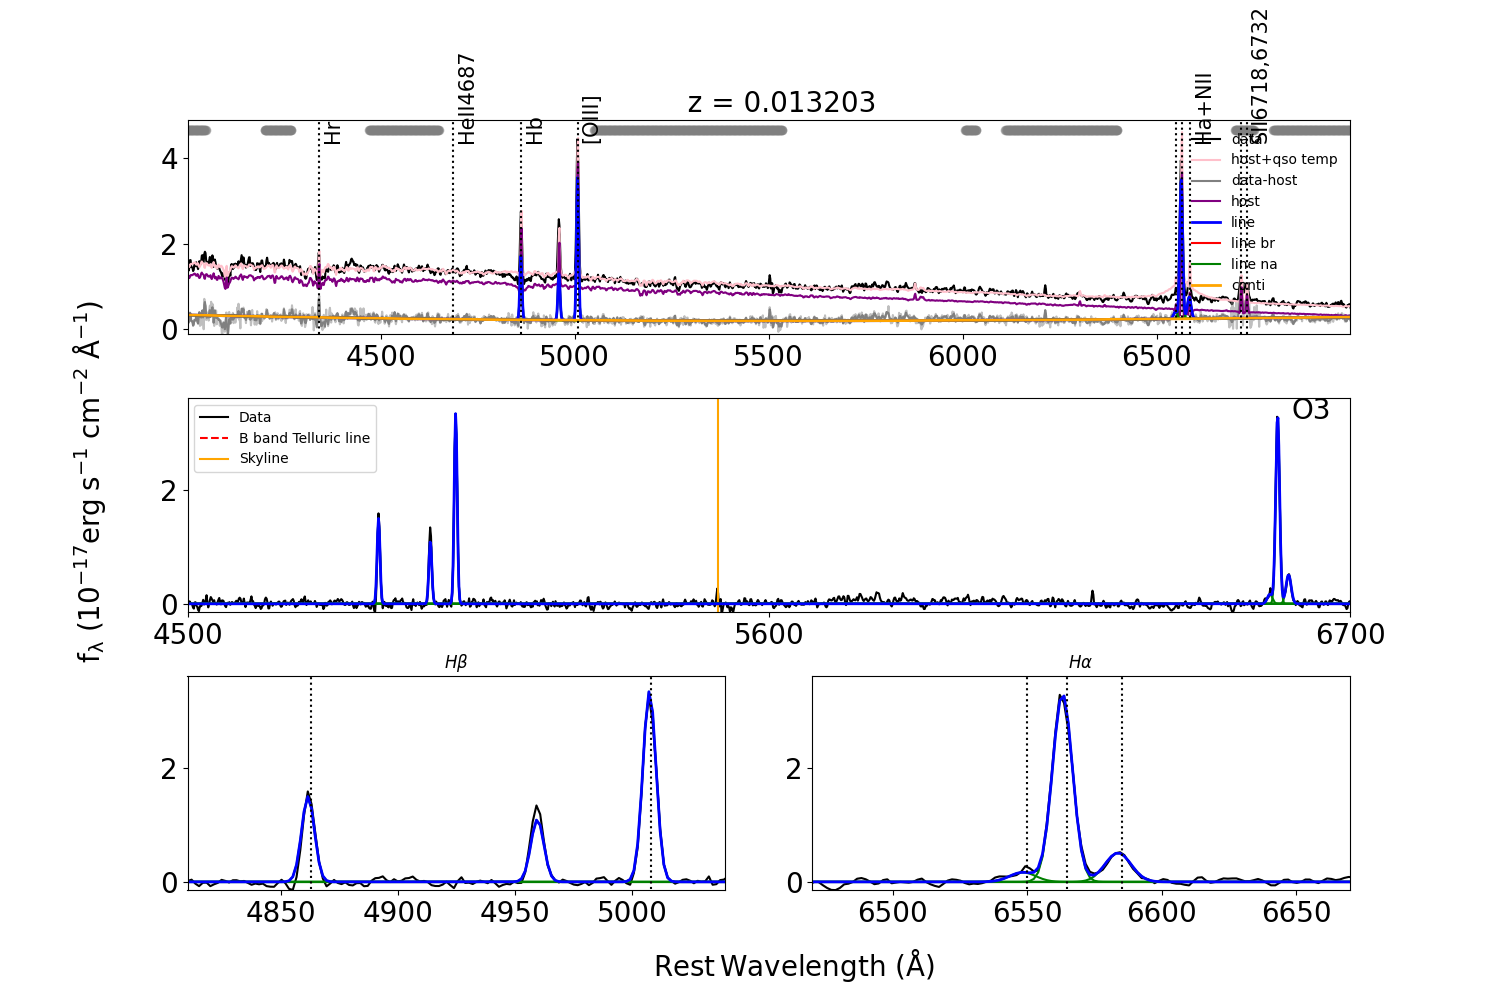 z = 0.013203
Hr
HeII4687
Hb
[OIII]
Ha+NII
SII6718,6732
data
host+qso temp
data-host
host
line
line br
line na
conti
4
2
0
4500 5000 5500 6000 6500
Data
B band Telluric line
Skyline
O3
2
0
4500 5600 6700
fλ (10⁻¹⁷erg s⁻¹ cm⁻² Å⁻¹)
Hβ
2
0
4850 4900 4950 5000
Hα
2
0
6500 6550 6600 6650
Rest Wavelength (Å)